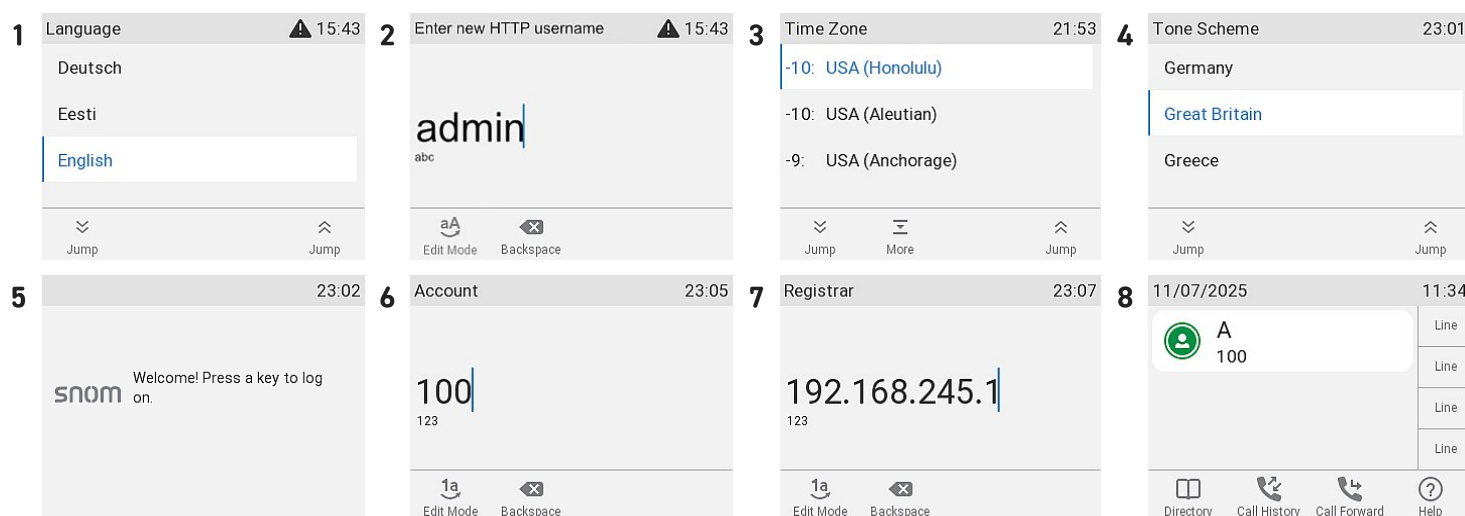 1
Language 15:43
Deutsch
Eesti
English
Jump Jump
2
Enter new HTTP username 15:43
admin
abc
aA
Edit Mode Backspace
3
Time Zone 21:53
-10: USA (Honolulu)
-10: USA (Aleutian)
-9: USA (Anchorage)
Jump More Jump
4
Tone Scheme 23:01
Germany
Great Britain
Greece
Jump Jump
5
23:02
snom
Welcome! Press a key to log
on.
6
Account 23:05
100
123
1a
Edit Mode Backspace
7
Registrar 23:07
192.168.245.1
123
1a
Edit Mode Backspace
8
11/07/2025 11:34
A
100
Line
Line
Line
Line
Directory Call History Call Forward Help